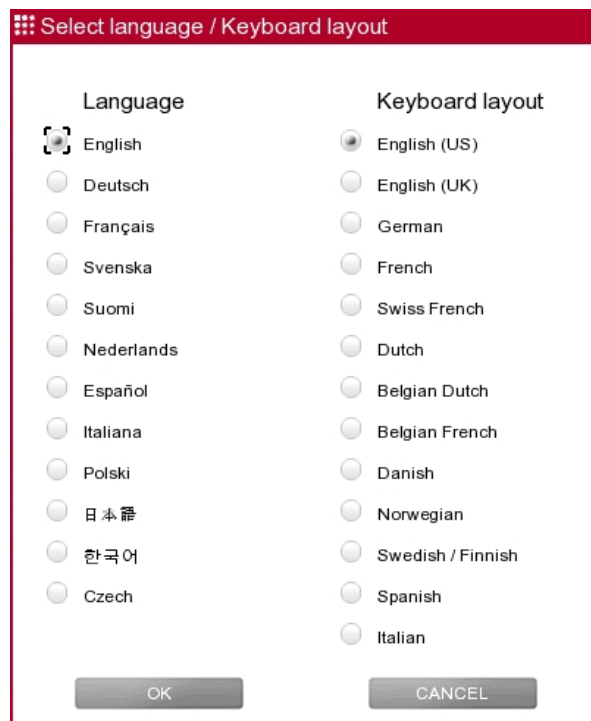 Select language / Keyboard layout
Language
English
Deutsch
Français
Svenska
Suomi
Nederlands
Español
Italiana
Polski
日本語
한국어
Czech
Keyboard layout
English (US)
English (UK)
German
French
Swiss French
Dutch
Belgian Dutch
Belgian French
Danish
Norwegian
Swedish / Finnish
Spanish
Italian
OK
CANCEL